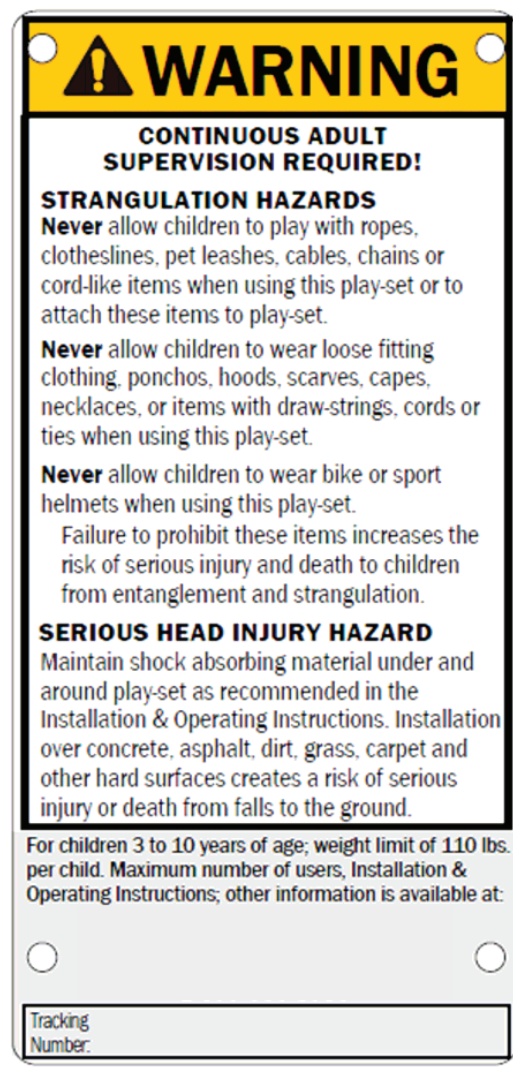 WARNING
CONTINUOUS ADULT
SUPERVISION REQUIRED!
STRANGULATION HAZARDS
Never allow children to play with ropes,
clotheslines, pet leashes, cables, chains or
cord-like items when using this play-set or to
attach these items to play-set.
Never allow children to wear loose fitting
clothing, ponchos, hoods, scarves, capes,
necklaces, or items with draw-strings, cords or
ties when using this play-set.
Never allow children to wear bike or sport
helmets when using this play-set.
Failure to prohibit these items increases the
risk of serious injury and death to children
from entanglement and strangulation.
SERIOUS HEAD INJURY HAZARD
Maintain shock absorbing material under and
around play-set as recommended in the
Installation & Operating Instructions. Installation
over concrete, asphalt, dirt, grass, carpet and
other hard surfaces creates a risk of serious
injury or death from falls to the ground.
For children 3 to 10 years of age; weight limit of 110 lbs.
per child. Maximum number of users, Installation &
Operating Instructions; other information is available at:
Tracking
Number: